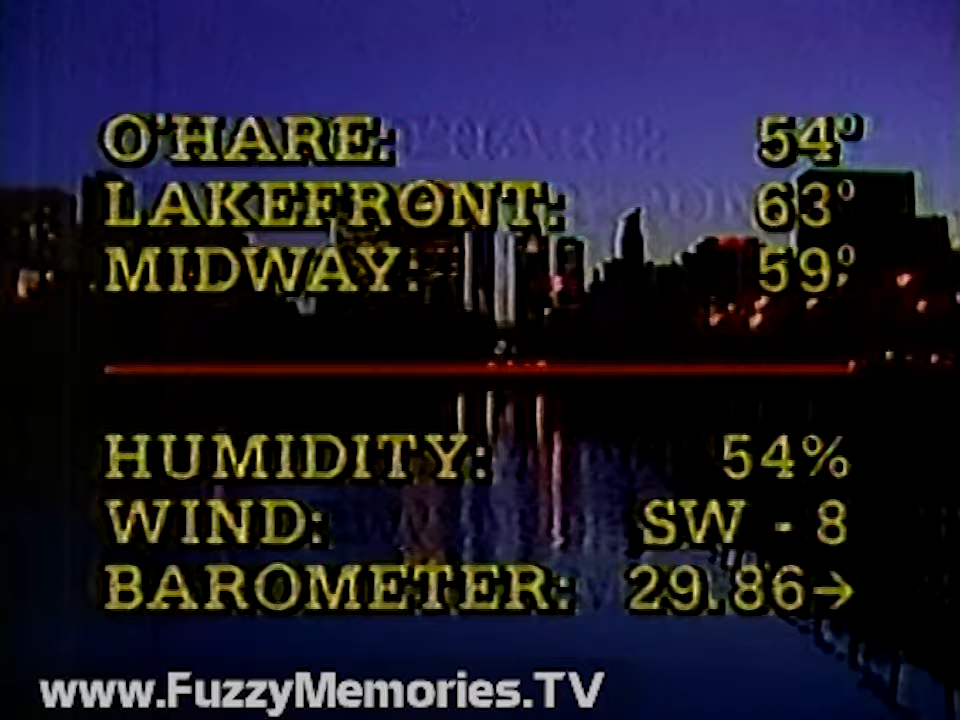 O'HARE: 54°
LAKEFRONT: 63°
MIDWAY: 59°
HUMIDITY: 54%
WIND: SW - 8
BAROMETER: 29.86→
www.FuzzyMemories.TV